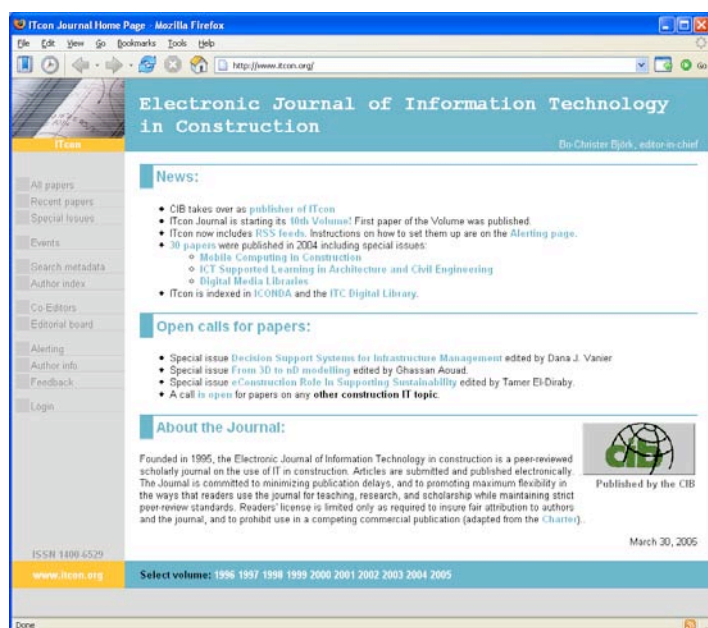 ITcon Journal Home Page - Mozilla Firefox
File Edit View Go Bookmarks Tools Help
http://www.itcon.org/ Go
Electronic Journal of Information Technology
in Construction
ITcon
Bo-Christer Björk, editor-in-chief
All papers
Recent papers
Special Issues
Events
Search metadata
Author index
Co-Editors
Editorial board
Alerting
Author info
Feedback
Login
ISSN 1400-6529
www.itcon.org
News:
CIB takes over as publisher of ITcon
ITcon Journal is starting its 10th Volume! First paper of the Volume was published.
ITcon now includes RSS feeds. Instructions on how to set them up are on the Alerting page.
30 papers were published in 2004 including special issues:
Mobile Computing in Construction
ICT Supported Learning in Architecture and Civil Engineering
Digital Media Libraries
ITcon is indexed in ICONDA and the ITC Digital Library.
Open calls for papers:
Special issue Decision Support Systems for Infrastructure Management edited by Dana J. Vanier
Special issue From 3D to nD modelling edited by Ghassan Aouad.
Special issue eConstruction Role In Supporting Sustainability edited by Tamer El-Diraby.
A call is open for papers on any other construction IT topic.
About the Journal:
Founded in 1995, the Electronic Journal of Information Technology in construction is a peer-reviewed
scholarly journal on the use of IT in construction. Articles are submitted and published electronically.
The Journal is committed to minimizing publication delays, and to promoting maximum flexibility in
the ways that readers use the journal for teaching, research, and scholarship while maintaining strict
peer-review standards. Readers' license is limited only as required to insure fair attribution to authors
and the journal, and to prohibit use in a competing commercial publication (adapted from the Charter)..
cib
Published by the CIB
March 30, 2005
Select volume: 1996 1997 1998 1999 2000 2001 2002 2003 2004 2005
Done